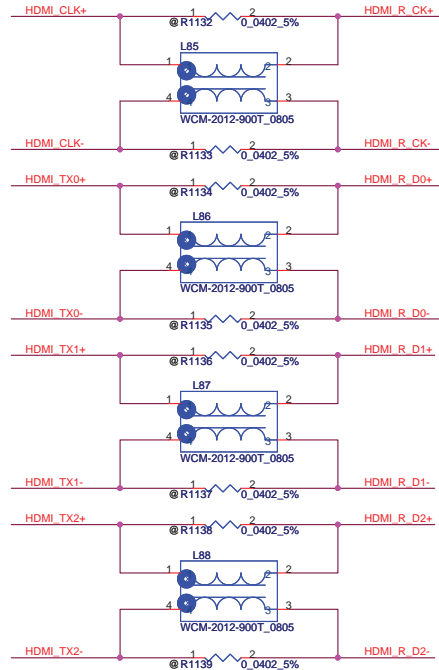 HDMI_CLK+ 1 2 HDMI_R_CK+
@ R1132 0_0402_5%
L85
1 2 2
4 3 3
WCM-2012-900T_0805
HDMI_CLK- 1 2 HDMI_R_CK-
@ R1133 0_0402_5%
HDMI_TX0+ 1 2 HDMI_R_D0+
@ R1134 0_0402_5%
L86
1 2 2
4 3 3
WCM-2012-900T_0805
HDMI_TX0- 1 2 HDMI_R_D0-
@ R1135 0_0402_5%
HDMI_TX1+ 1 2 HDMI_R_D1+
@ R1136 0_0402_5%
L87
1 2 2
4 3 3
WCM-2012-900T_0805
HDMI_TX1- 1 2 HDMI_R_D1-
@ R1137 0_0402_5%
HDMI_TX2+ 1 2 HDMI_R_D2+
@ R1138 0_0402_5%
L88
1 2 2
4 3 3
WCM-2012-900T_0805
HDMI_TX2- 1 2 HDMI_R_D2-
@ R1139 0_0402_5%